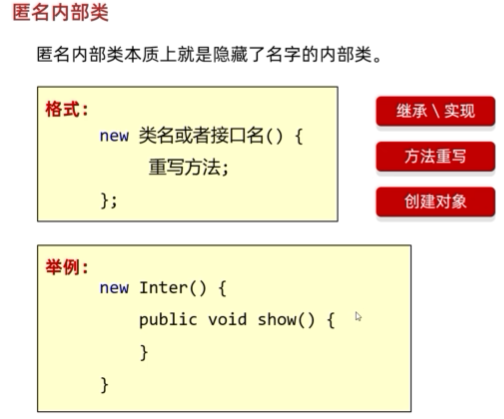 匿名内部类
匿名内部类本质上就是隐藏了名字的内部类。
格式:
new 类名或者接口名() {
重写方法;
};
继承 \ 实现
方法重写
创建对象
举例:
new Inter() {
public void show() {
}
}